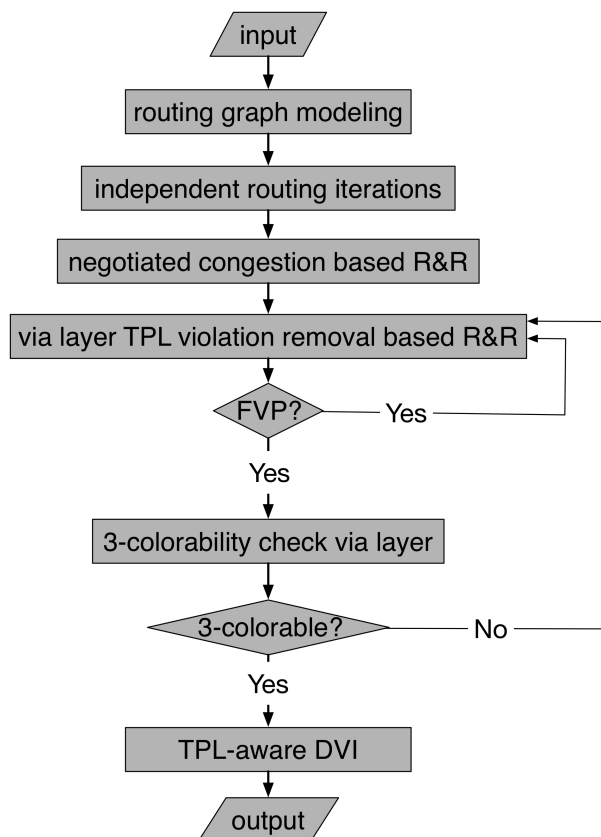 input
routing graph modeling
independent routing iterations
negotiated congestion based R&R
via layer TPL violation removal based R&R
FVP?
Yes
Yes
3-colorability check via layer
3-colorable?
No
Yes
TPL-aware DVI
output